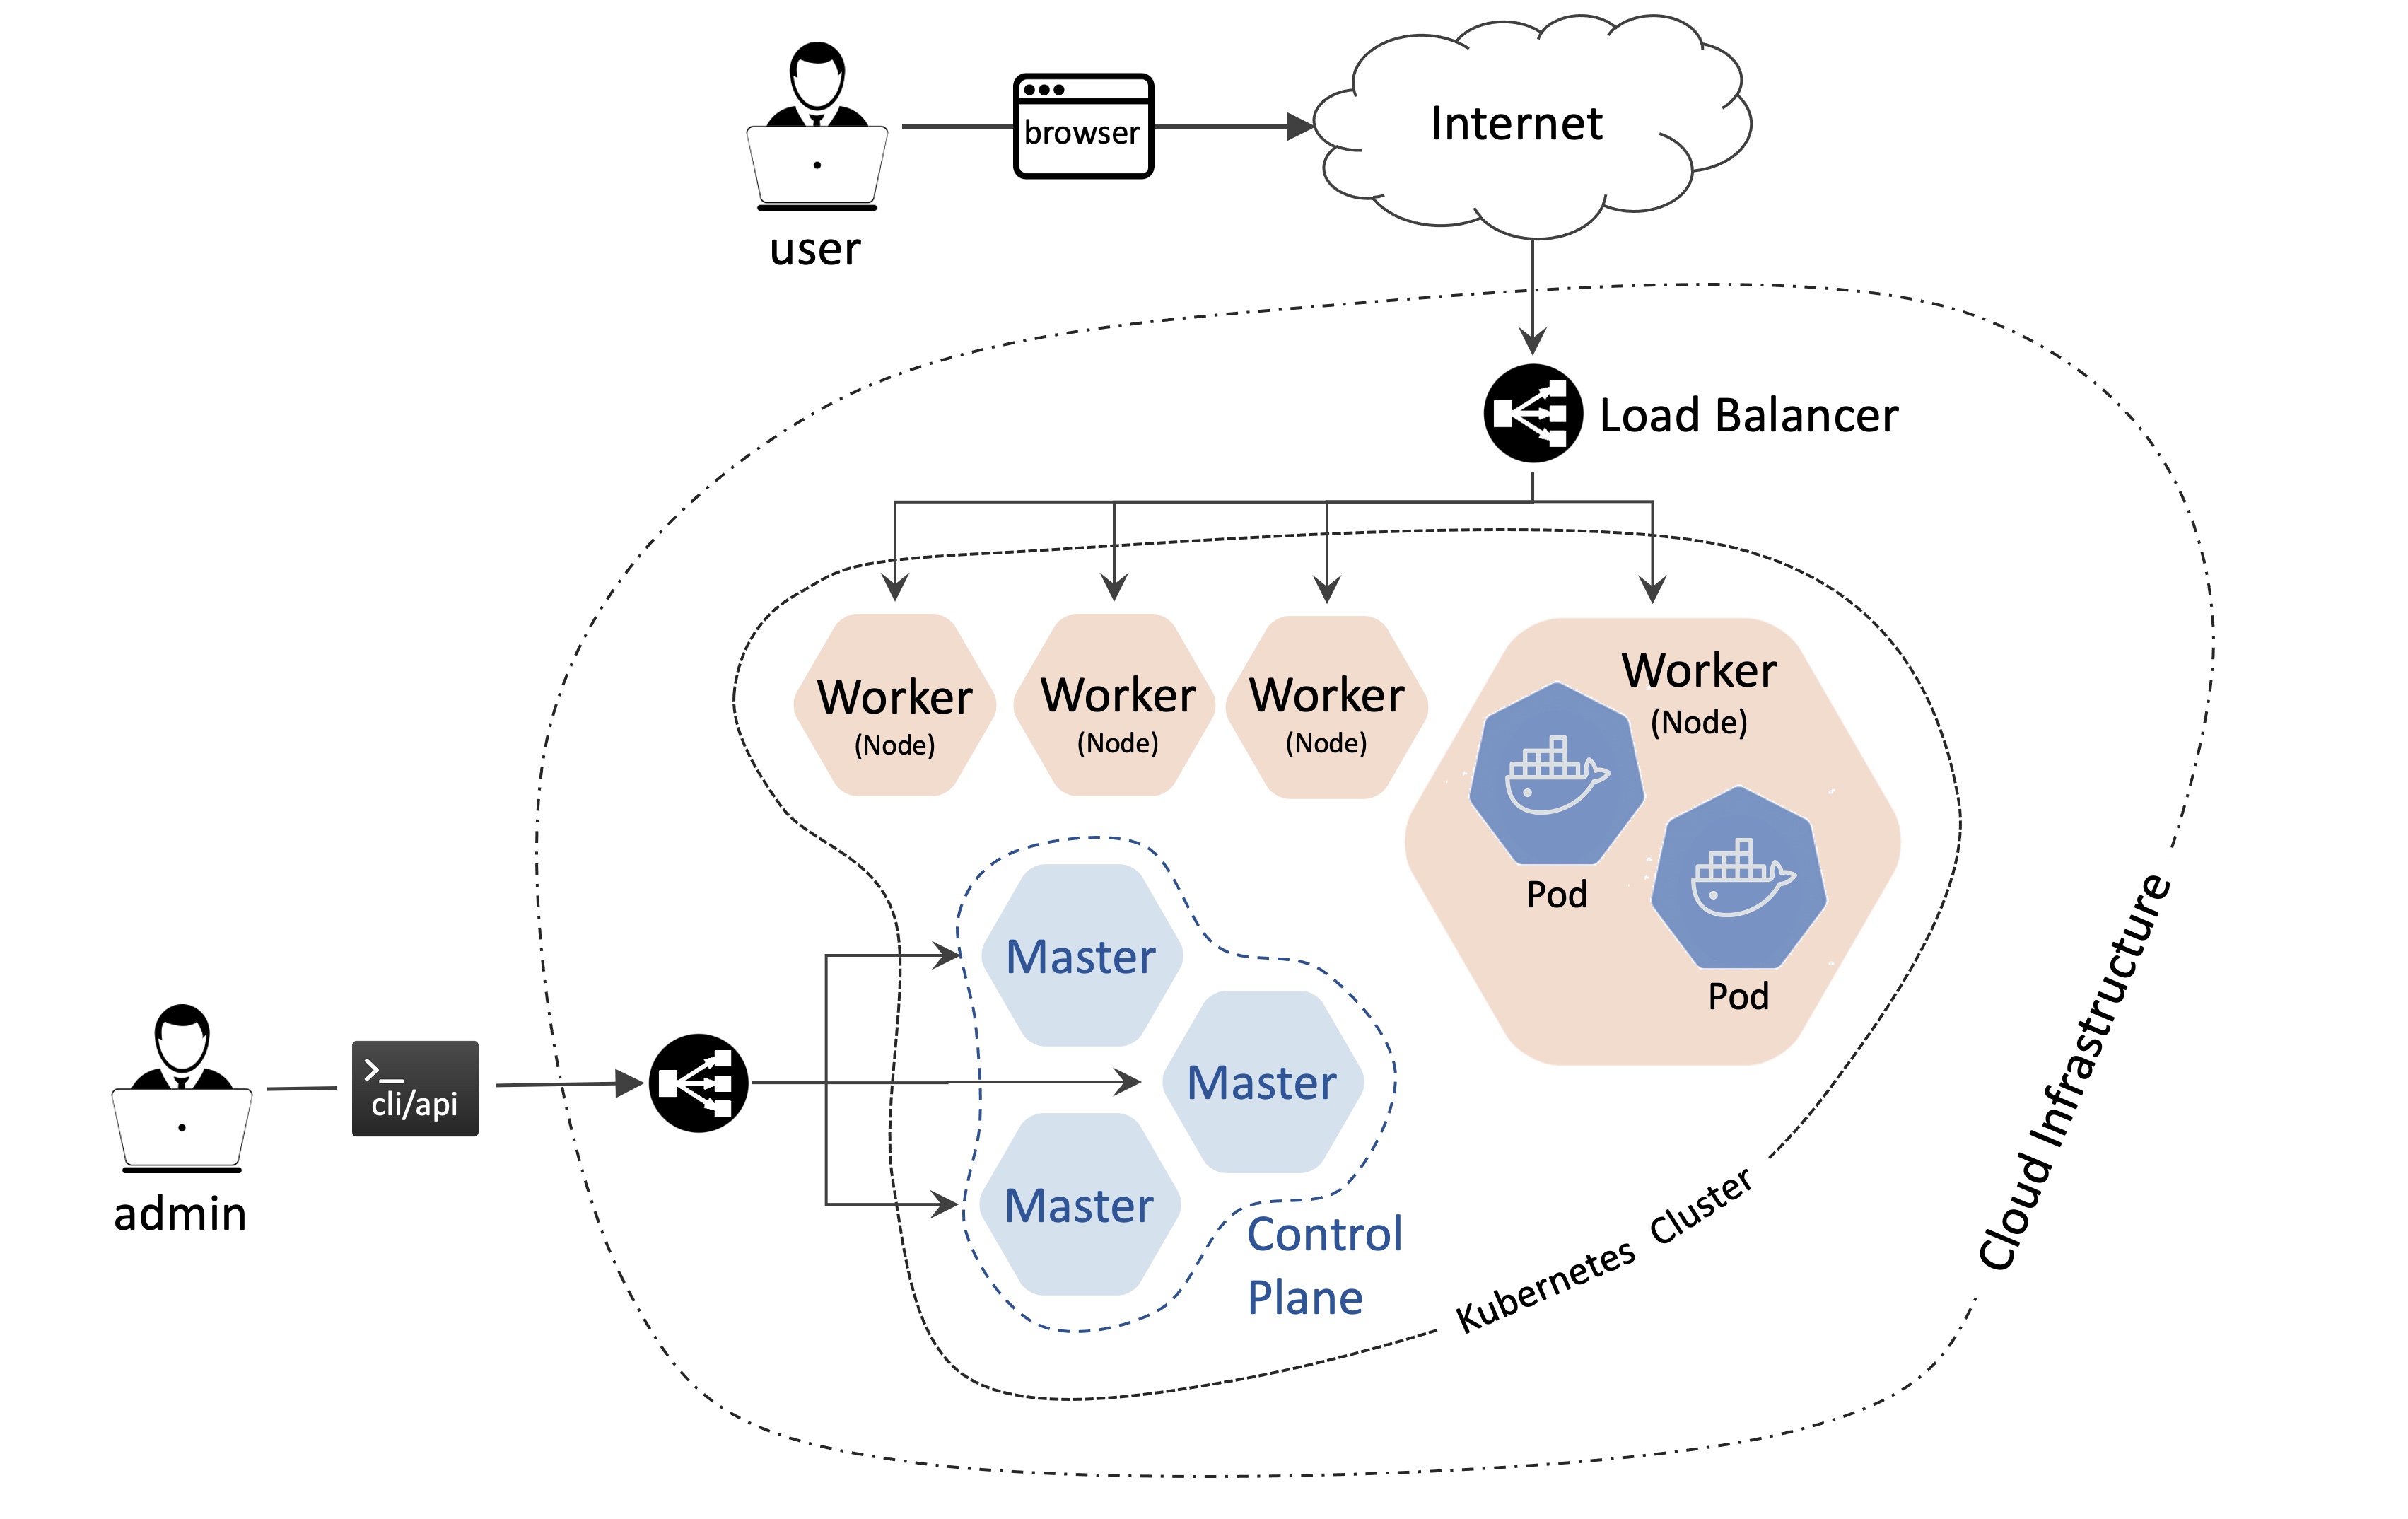 browser
Internet
user
Load Balancer
Worker
(Node)
Worker
(Node)
Worker
(Node)
Worker
(Node)
Pod
Pod
Master
Master
Master
>_
cli/api
admin
Control
Plane
Kubernetes Cluster
Cloud Infrastructure